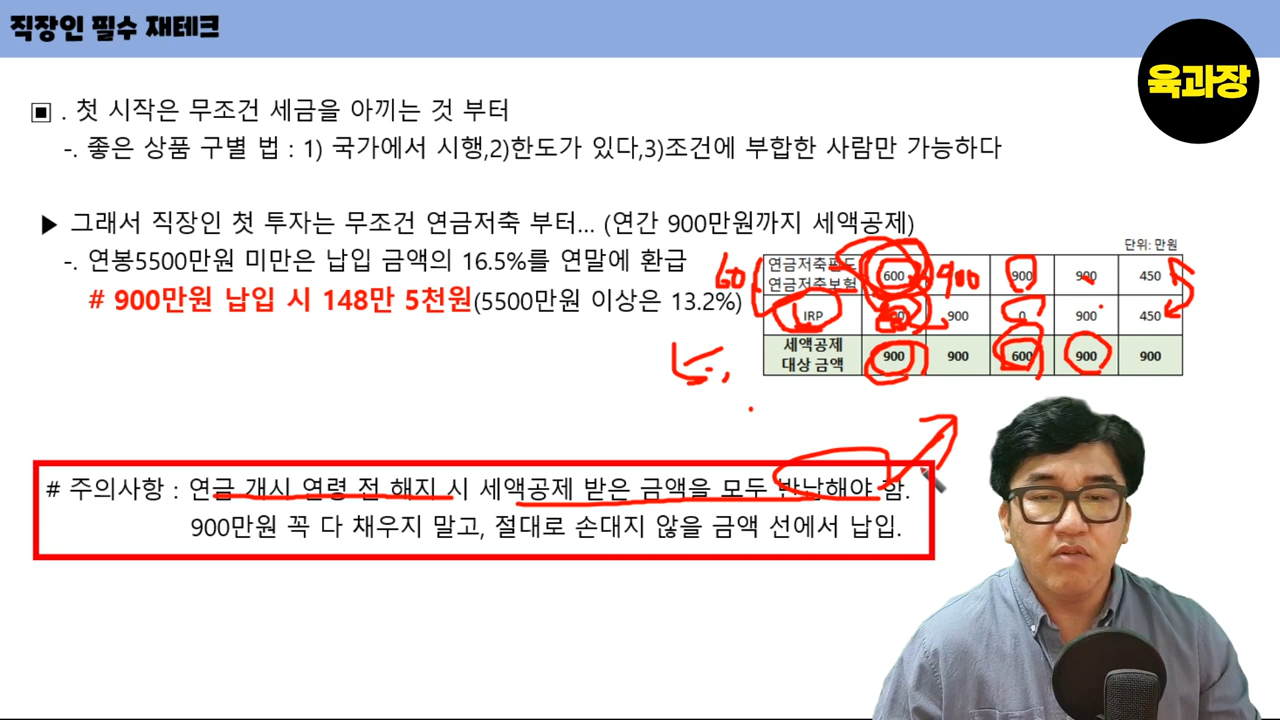 직장인 필수 재테크
육과장
▣ . 첫 시작은 무조건 세금을 아끼는 것 부터
-. 좋은 상품 구별 법 : 1) 국가에서 시행,2)한도가 있다,3)조건에 부합한 사람만 가능하다
▶ 그래서 직장인 첫 투자는 무조건 연금저축 부터... (연간 900만원까지 세액공제)
-. 연봉5500만원 미만은 납입 금액의 16.5%를 연말에 환급
# 900만원 납입 시 148만 5천원(5500만원 이상은 13.2%)
단위: 만원
60
900
연금저축펀드
연금저축보험 600 900 900 450
IRP 900 0 900 450
세액공제
대상 금액 900 900 600 900 900
# 주의사항 : 연금 개시 연령 전 해지 시 세액공제 받은 금액을 모두 반납해야 함.
900만원 꼭 다 채우지 말고, 절대로 손대지 않을 금액 선에서 납입.